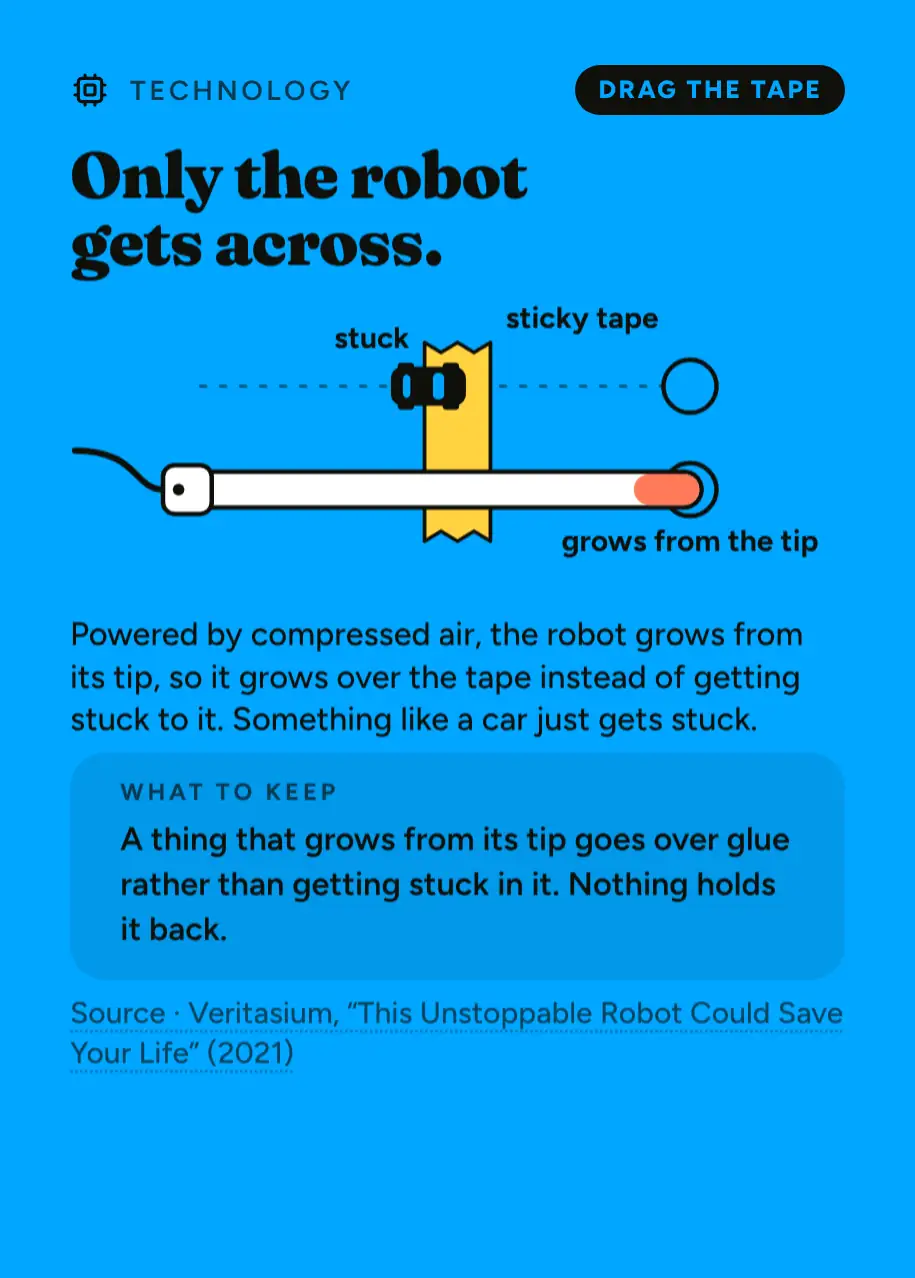 TECHNOLOGY
DRAG THE TAPE
Only the robot
gets across.
sticky tape
stuck
grows from the tip
Powered by compressed air, the robot grows from
its tip, so it grows over the tape instead of getting
stuck to it. Something like a car just gets stuck.
WHAT TO KEEP
A thing that grows from its tip goes over glue
rather than getting stuck in it. Nothing holds
it back.
Source · Veritasium, “This Unstoppable Robot Could Save
Your Life” (2021)